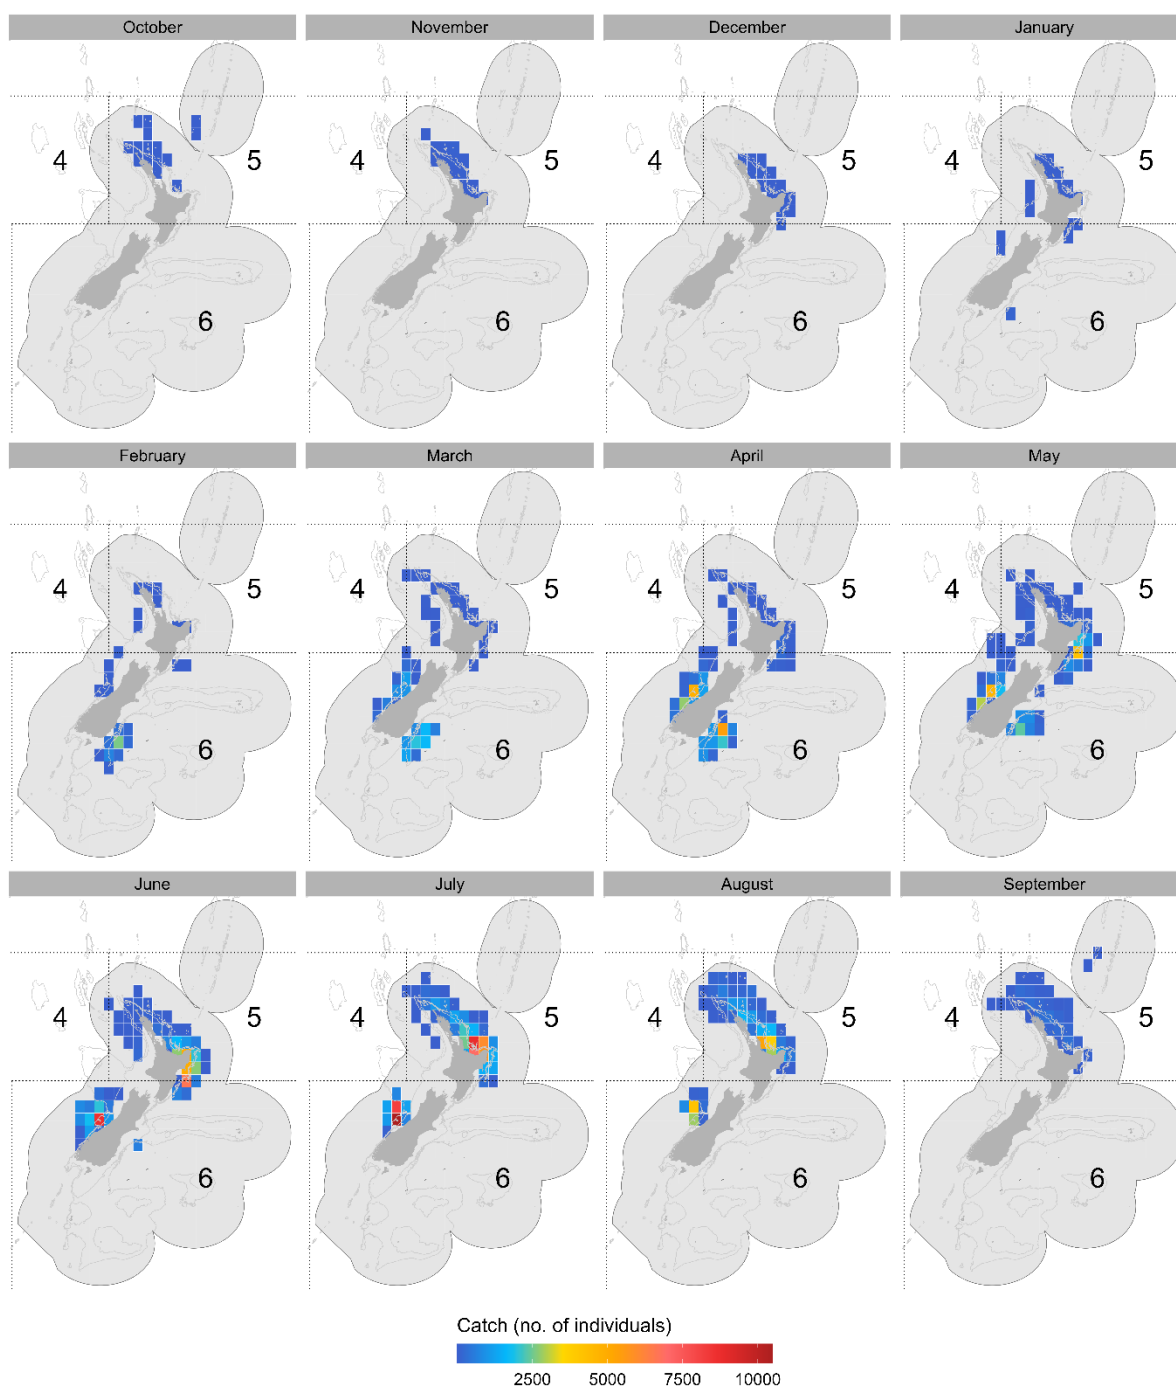 October November December January
4 5 4 5 4 5 4 5
6 6 6 6
February March April May
4 5 4 5 4 5 4 5
6 6 6 6
June July August September
4 5 4 5 4 5 4 5
6 6 6 6
Catch (no. of individuals)
2500 5000 7500 10000